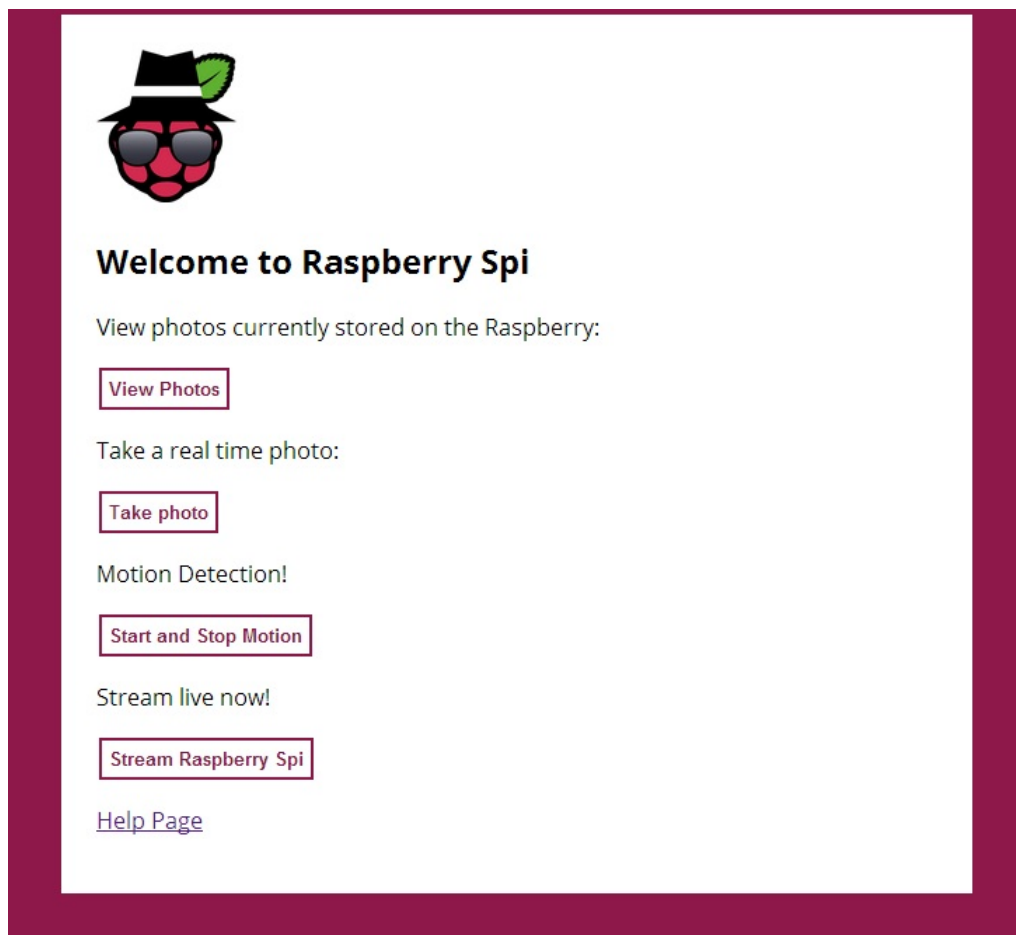 Welcome to Raspberry Spi
View photos currently stored on the Raspberry:
View Photos
Take a real time photo:
Take photo
Motion Detection!
Start and Stop Motion
Stream live now!
Stream Raspberry Spi
Help Page